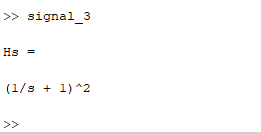 >> signal_3
Hs =
(1/s + 1)^2
>>